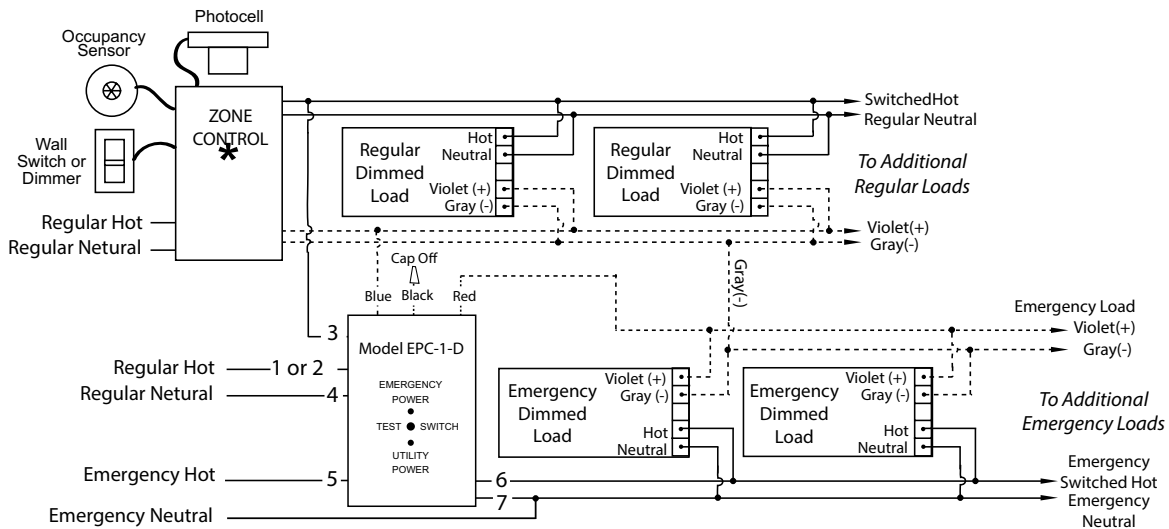 Photocell
Occupancy
Sensor
ZONE
CONTROL
*
Wall
Switch or
Dimmer
Regular Hot
Regular Netural
SwitchedHot
Regular Neutral
Regular
Dimmed
Load
Hot
Neutral
Violet (+)
Gray (-)
Regular
Dimmed
Load
Hot
Neutral
Violet (+)
Gray (-)
To Additional
Regular Loads
Violet(+)
Gray(-)
Cap Off
Blue
Black
Red
Gray(-)
3
Model EPC-1-D
Regular Hot
1 or 2
Regular Netural
4
EMERGENCY
POWER
TEST SWITCH
UTILITY
POWER
Emergency Hot
5
Emergency Neutral
6
7
Emergency Load
Violet(+)
Gray(-)
Emergency
Dimmed
Load
Violet (+)
Gray (-)
Hot
Neutral
Emergency
Dimmed
Load
Violet (+)
Gray (-)
Hot
Neutral
To Additional
Emergency Loads
Emergency
Switched Hot
Emergency
Neutral